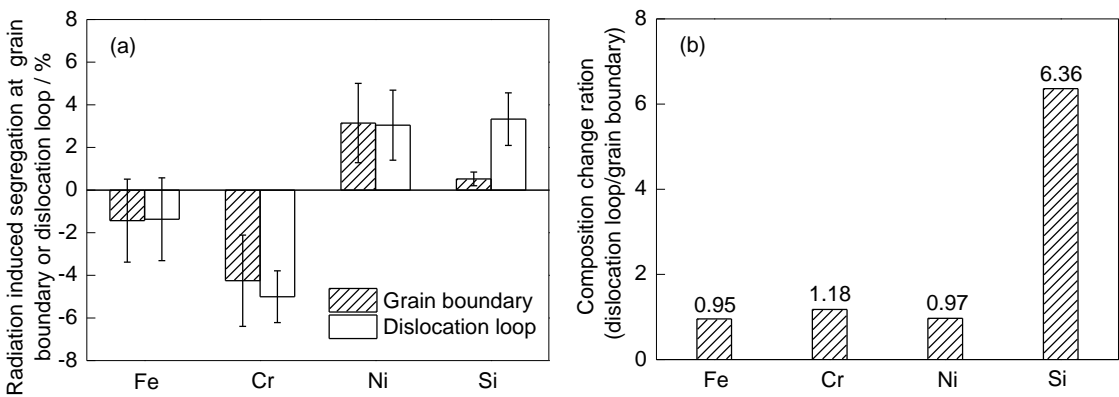 Radiation induced segregation at grain
boundary or dislocation loop / %
8
6
4
2
0
-2
-4
-6
-8
(a)
Grain boundary
Dislocation loop
Fe Cr Ni Si
Composition change ration
(dislocation loop/grain boundary)
8
6
4
2
0
(b)
0.95
1.18
0.97
6.36
Fe Cr Ni Si